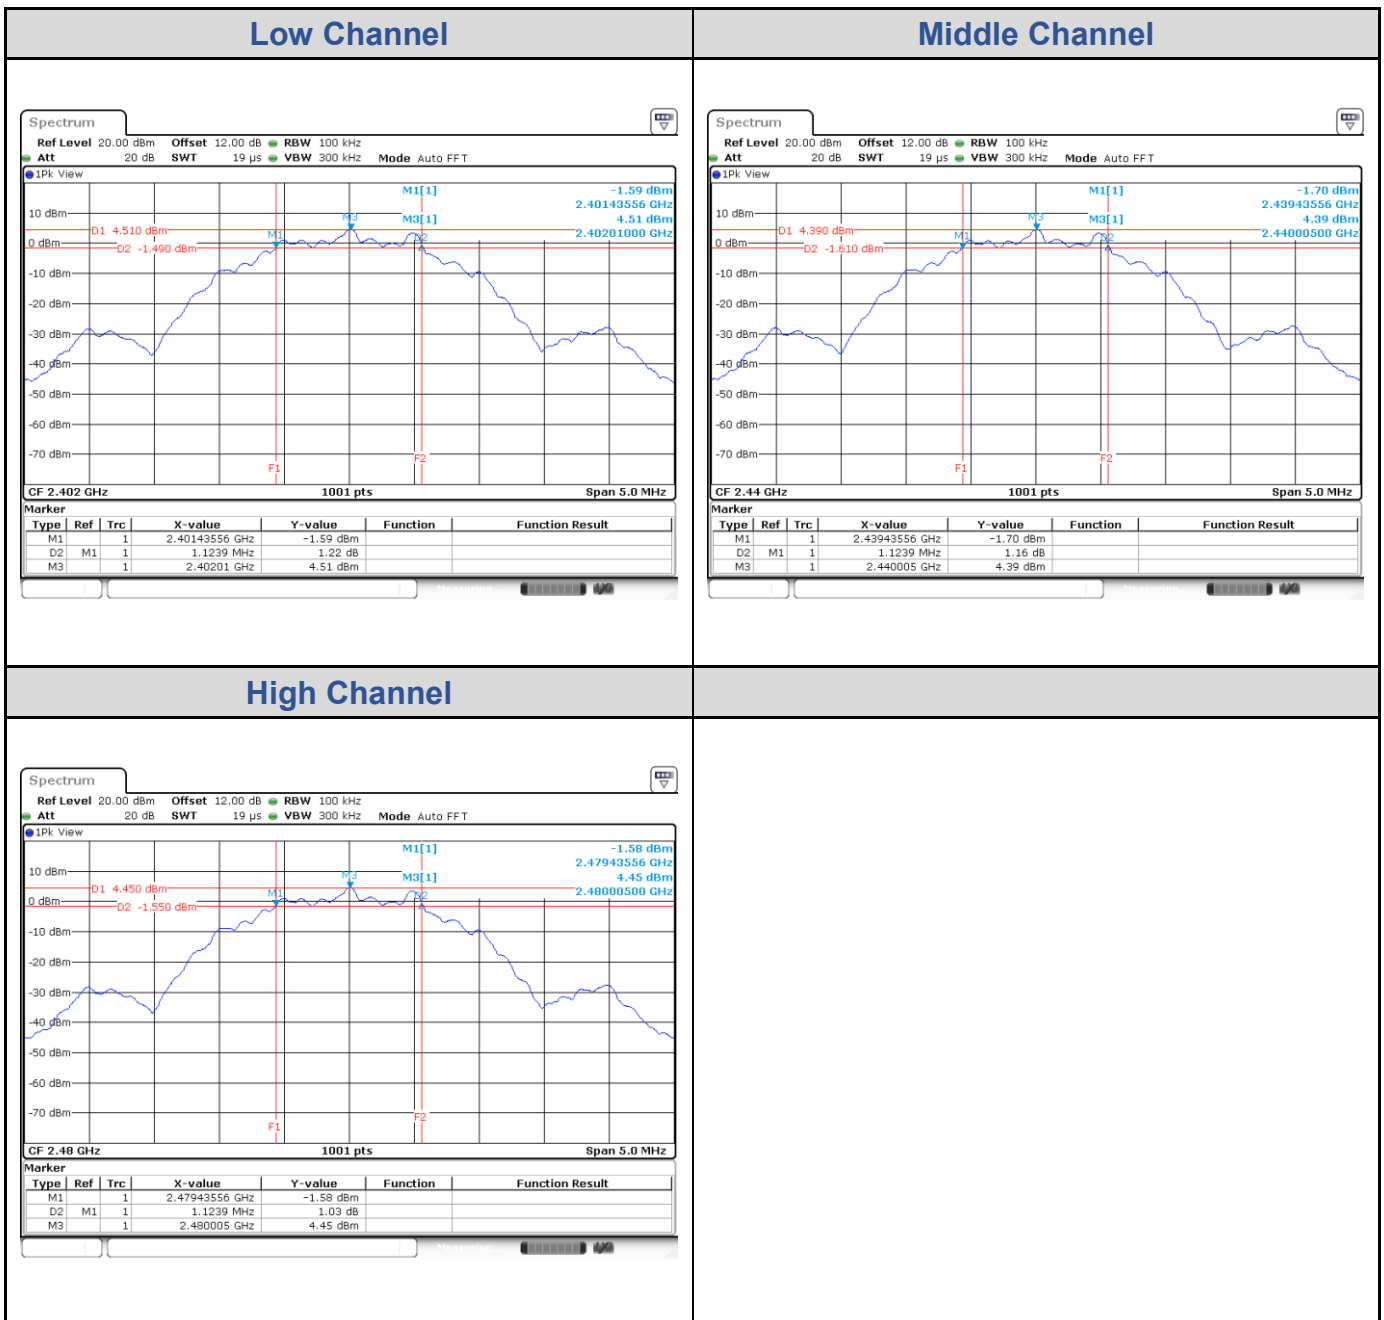 Low Channel
Middle Channel
Spectrum
Ref Level 20.00 dBm Offset 12.00 dB RBW 100 kHz
Att 20 dB SWT 19 µs VBW 300 kHz Mode Auto FFT
1Pk View
M1[1] -1.59 dBm
2.40143556 GHz
M3[1] 4.51 dBm
2.40201000 GHz
10 dBm
D1 4.510 dBm
0 dBm
D2 -1.490 dBm
-10 dBm
-20 dBm
-30 dBm
-40 dBm
-50 dBm
-60 dBm
-70 dBm
M1
M3
D2
F1
F2
CF 2.402 GHz 1001 pts Span 5.0 MHz
Marker
Type Ref Trc X-value Y-value Function Function Result
M1 1 2.40143556 GHz -1.59 dBm
D2 M1 1 1.1239 MHz 1.22 dB
M3 1 2.40201 GHz 4.51 dBm
Measuring...
Spectrum
Ref Level 20.00 dBm Offset 12.00 dB RBW 100 kHz
Att 20 dB SWT 19 µs VBW 300 kHz Mode Auto FFT
1Pk View
M1[1] -1.70 dBm
2.43943556 GHz
M3[1] 4.39 dBm
2.44000500 GHz
10 dBm
D1 4.390 dBm
0 dBm
D2 -1.610 dBm
-10 dBm
-20 dBm
-30 dBm
-40 dBm
-50 dBm
-60 dBm
-70 dBm
M1
M3
D2
F1
F2
CF 2.44 GHz 1001 pts Span 5.0 MHz
Marker
Type Ref Trc X-value Y-value Function Function Result
M1 1 2.43943556 GHz -1.70 dBm
D2 M1 1 1.1239 MHz 1.16 dB
M3 1 2.440005 GHz 4.39 dBm
Measuring...
High Channel
Spectrum
Ref Level 20.00 dBm Offset 12.00 dB RBW 100 kHz
Att 20 dB SWT 19 µs VBW 300 kHz Mode Auto FFT
1Pk View
M1[1] -1.58 dBm
2.47943556 GHz
M3[1] 4.45 dBm
2.48000500 GHz
10 dBm
D1 4.450 dBm
0 dBm
D2 -1.550 dBm
-10 dBm
-20 dBm
-30 dBm
-40 dBm
-50 dBm
-60 dBm
-70 dBm
M1
M3
D2
F1
F2
CF 2.48 GHz 1001 pts Span 5.0 MHz
Marker
Type Ref Trc X-value Y-value Function Function Result
M1 1 2.47943556 GHz -1.58 dBm
D2 M1 1 1.1239 MHz 1.03 dB
M3 1 2.480005 GHz 4.45 dBm
Measuring...